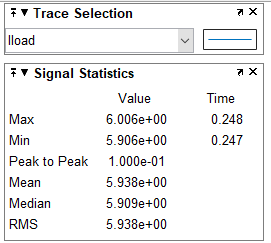 Trace Selection
Iload
Signal Statistics
Value Time
Max 6.006e+00 0.248
Min 5.906e+00 0.247
Peak to Peak 1.000e-01
Mean 5.938e+00
Median 5.909e+00
RMS 5.938e+00